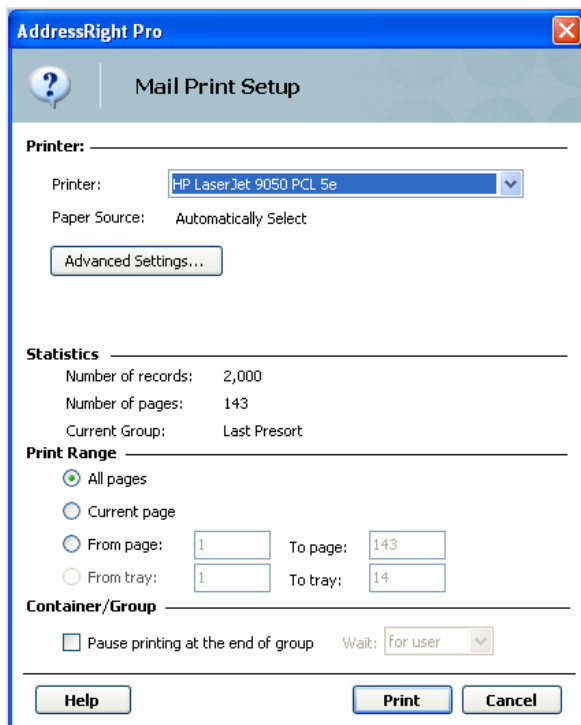 AddressRight Pro
?
Mail Print Setup
Printer:
Printer: HP LaserJet 9050 PCL 5e
Paper Source: Automatically Select
Advanced Settings...
Statistics
Number of records: 2,000
Number of pages: 143
Current Group: Last Presort
Print Range
All pages
Current page
From page: 1 To page: 143
From tray: 1 To tray: 14
Container/Group
Pause printing at the end of group Wait: for user
Help Print Cancel